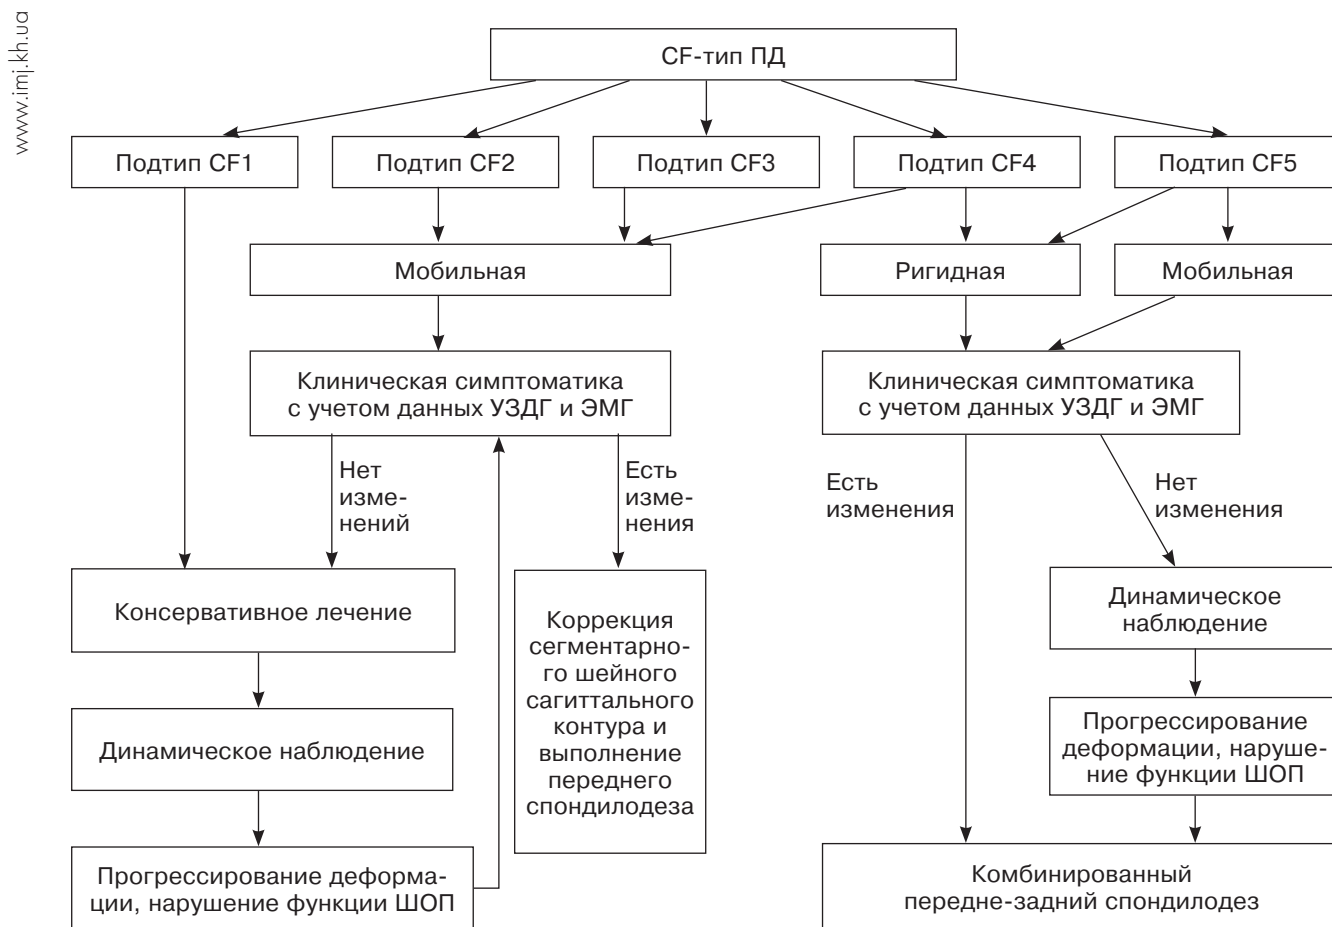 www.imj.kh.ua
CF-тип ПД
Подтип CF1
Подтип CF2
Подтип CF3
Подтип CF4
Подтип CF5
Мобильная
Ригидная
Мобильная
Клиническая симптоматика
с учетом данных УЗДГ и ЭМГ
Клиническая симптоматика
с учетом данных УЗДГ и ЭМГ
Нет
изме-
нений
Есть
изме-
нения
Есть
изменения
Нет
изменения
Консервативное лечение
Коррекция
сегментарно-
го шейного
сагиттального
контура и
выполнение
переднего
спондилодеза
Динамическое
наблюдение
Динамическое наблюдение
Прогрессирование
деформации, наруше-
ние функции ШОП
Прогрессирование деформа-
ции, нарушение функции ШОП
Комбинированный
передне-задний спондилодез